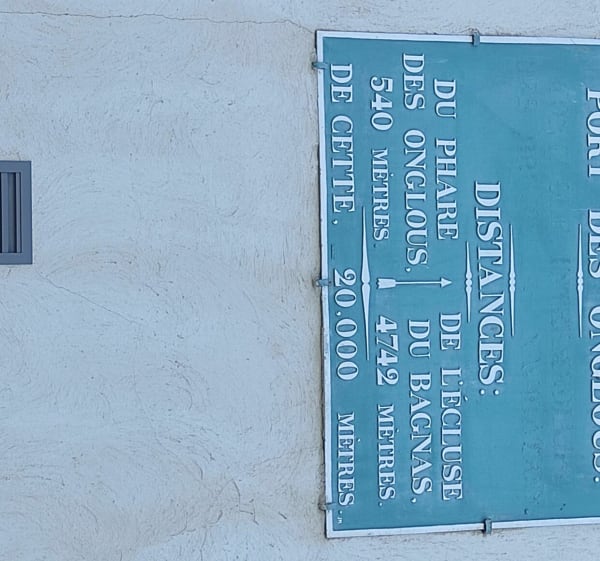 PORT DES ONGLOUS.
DISTANCES:
DU PHARE
DES ONGLOUS,
540 MÈTRES.
DE L'ÉCLUSE
DU BAGNAS,
4742 MÈTRES.
DE CETTE, 20.000 MÈTRES.